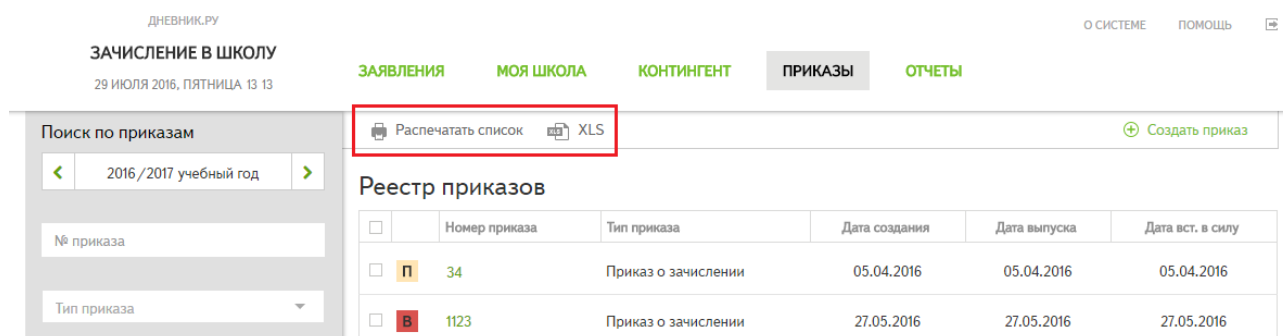 ДНЕВНИК.РУ
О СИСТЕМЕ ПОМОЩЬ
ЗАЧИСЛЕНИЕ В ШКОЛУ
29 ИЮЛЯ 2016, ПЯТНИЦА 13 13
ЗАЯВЛЕНИЯ МОЯ ШКОЛА КОНТИНГЕНТ ПРИКАЗЫ ОТЧЕТЫ
Поиск по приказам
2016/2017 учебный год
№ приказа
Тип приказа
Распечатать список XLS XLS
Создать приказ
Реестр приказов
Номер приказа Тип приказа Дата создания Дата выпуска Дата вст. в силу
П 34 Приказ о зачислении 05.04.2016 05.04.2016 05.04.2016
В 1123 Приказ о зачислении 27.05.2016 27.05.2016 27.05.2016